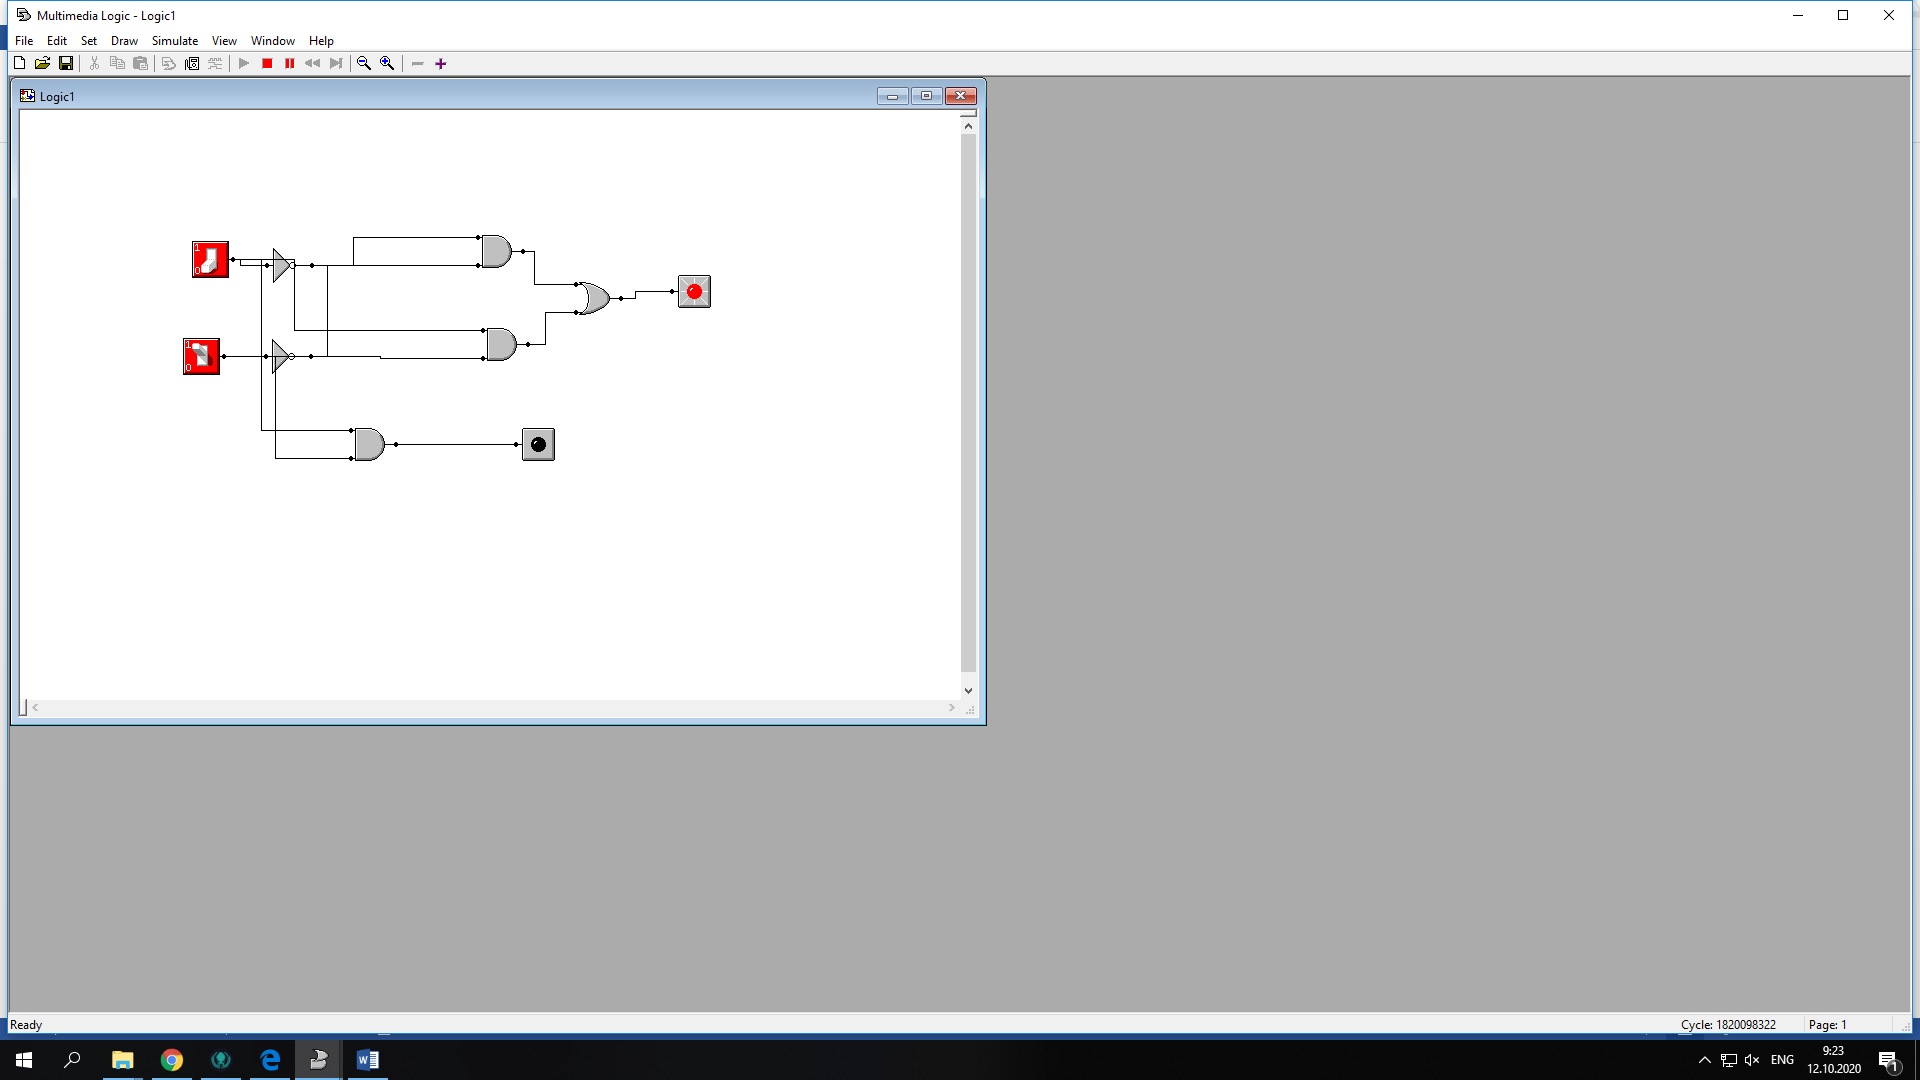 Multimedia Logic - Logic1
File Edit Set Draw Simulate View Window Help
Logic1
1
0
1
0
Ready
Cycle: 1820098322
Page: 1
ENG
9:23
12.10.2020
1